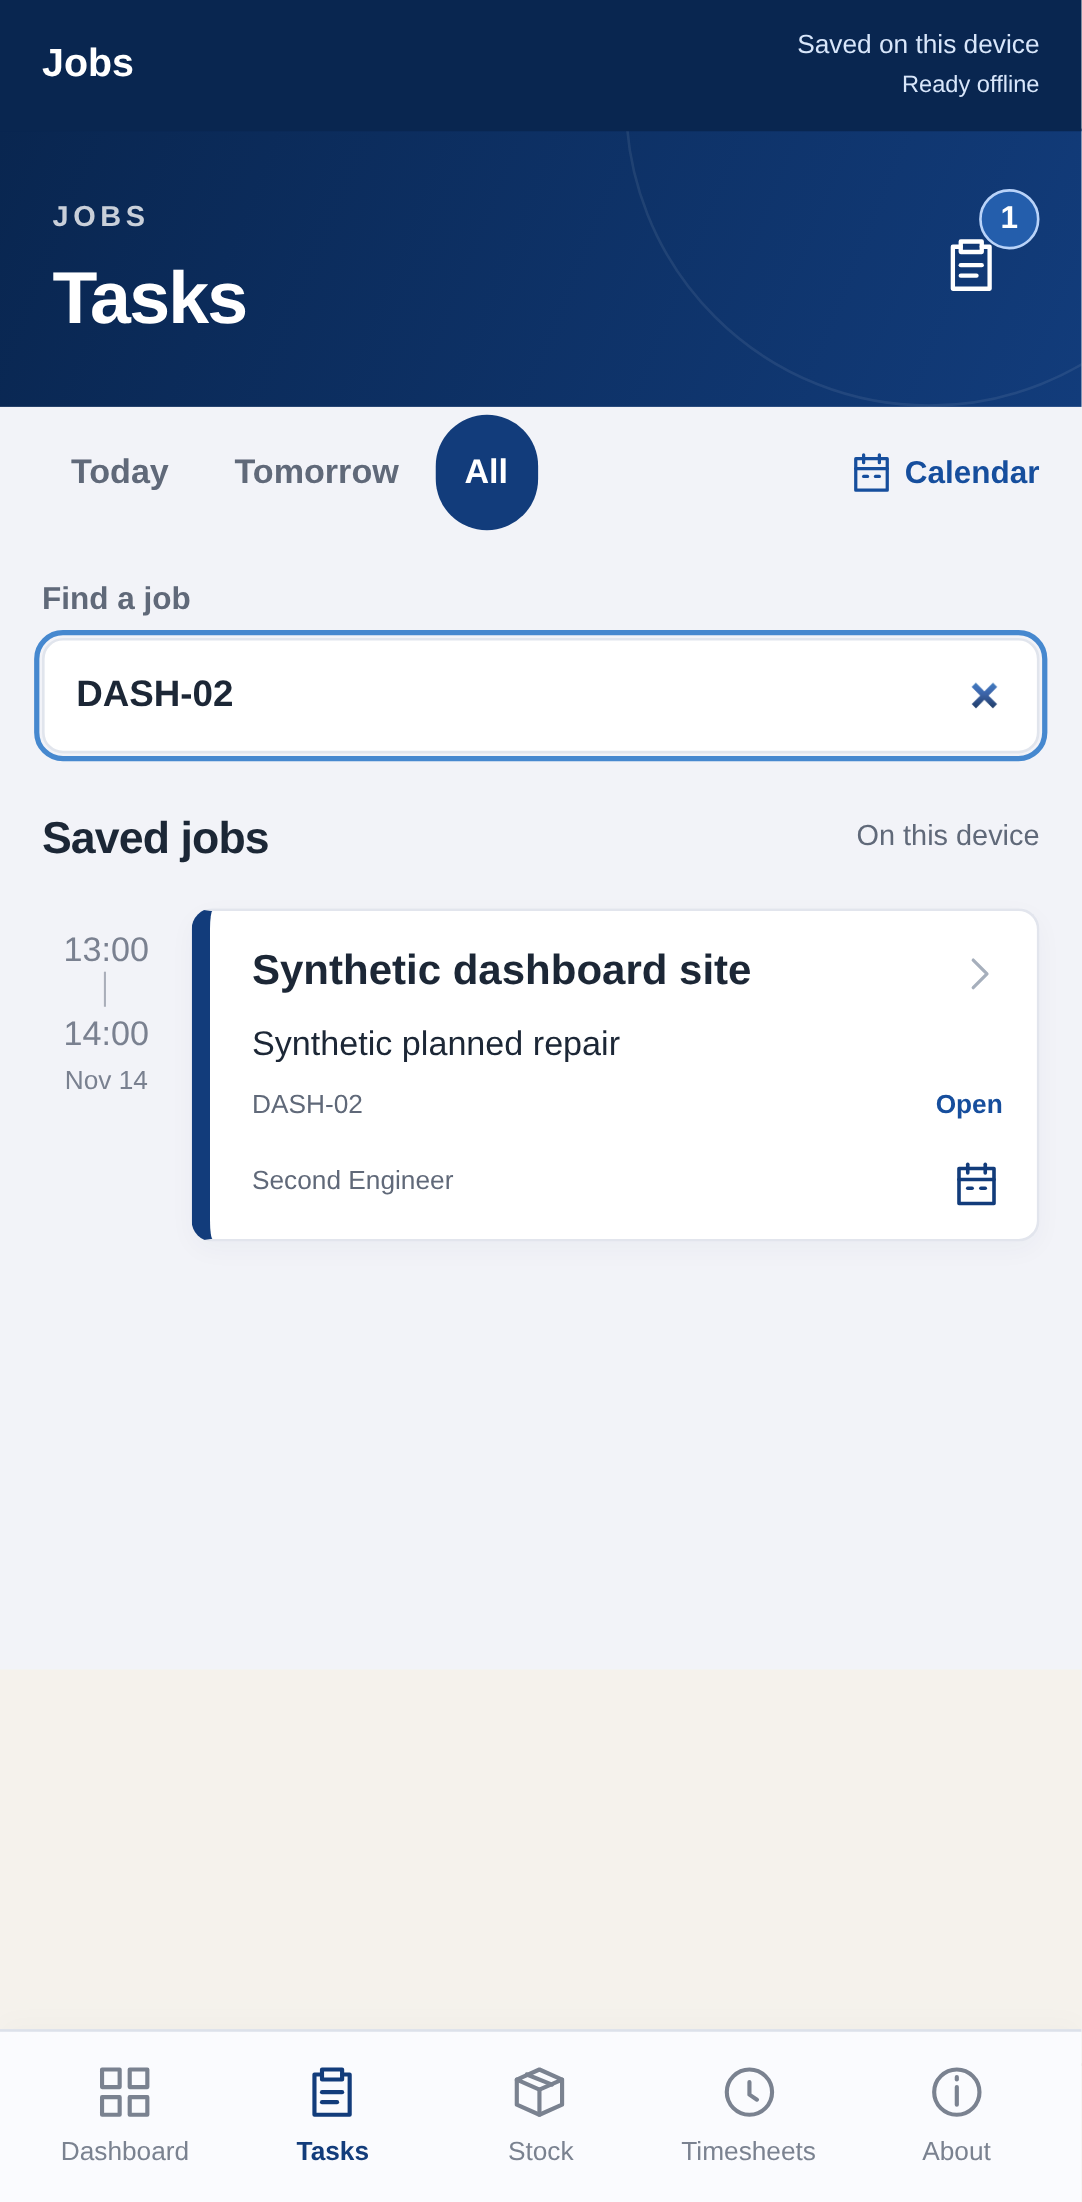 Jobs
Saved on this device
Ready offline
JOBS
Tasks
1
Today
Tomorrow
All
Calendar
Find a job
DASH-02
Saved jobs
On this device
13:00
14:00
Nov 14
Synthetic dashboard site
Synthetic planned repair
DASH-02
Open
Second Engineer
Dashboard
Tasks
Stock
Timesheets
About